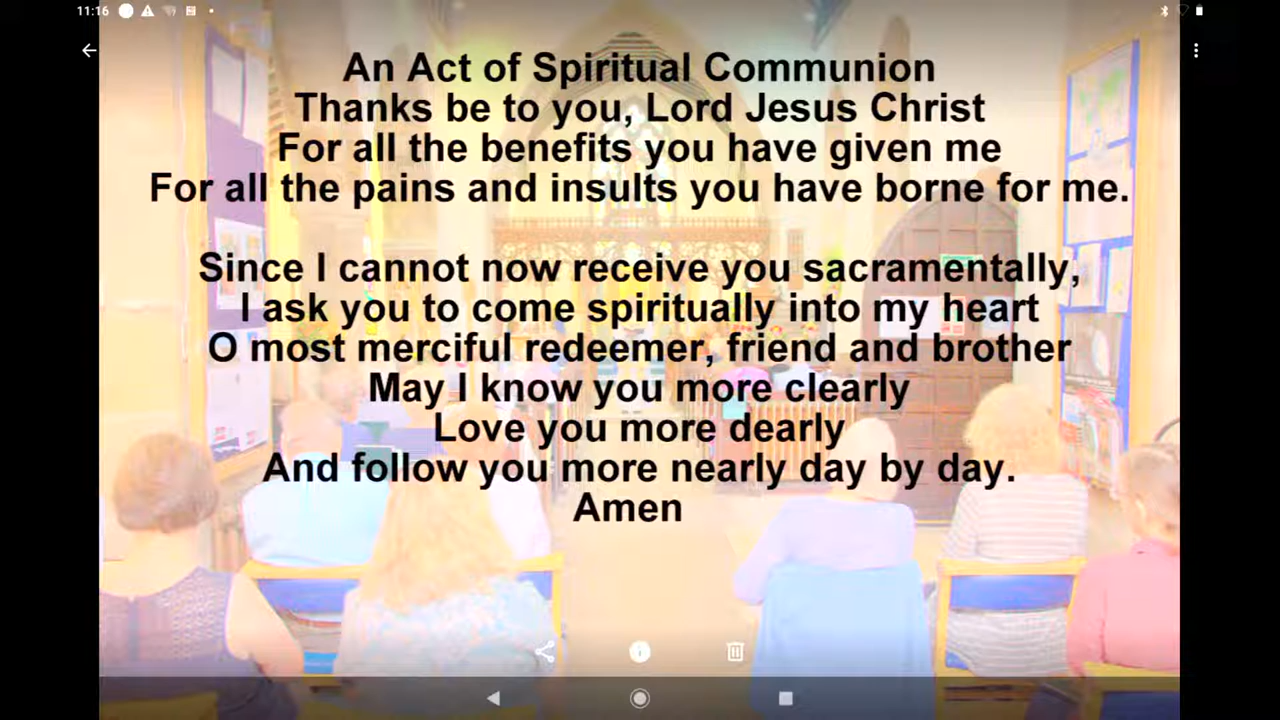 11:16
An Act of Spiritual Communion
Thanks be to you, Lord Jesus Christ
For all the benefits you have given me
For all the pains and insults you have borne for me.
Since I cannot now receive you sacramentally,
I ask you to come spiritually into my heart
O most merciful redeemer, friend and brother
May I know you more clearly
Love you more dearly
And follow you more nearly day by day.
Amen